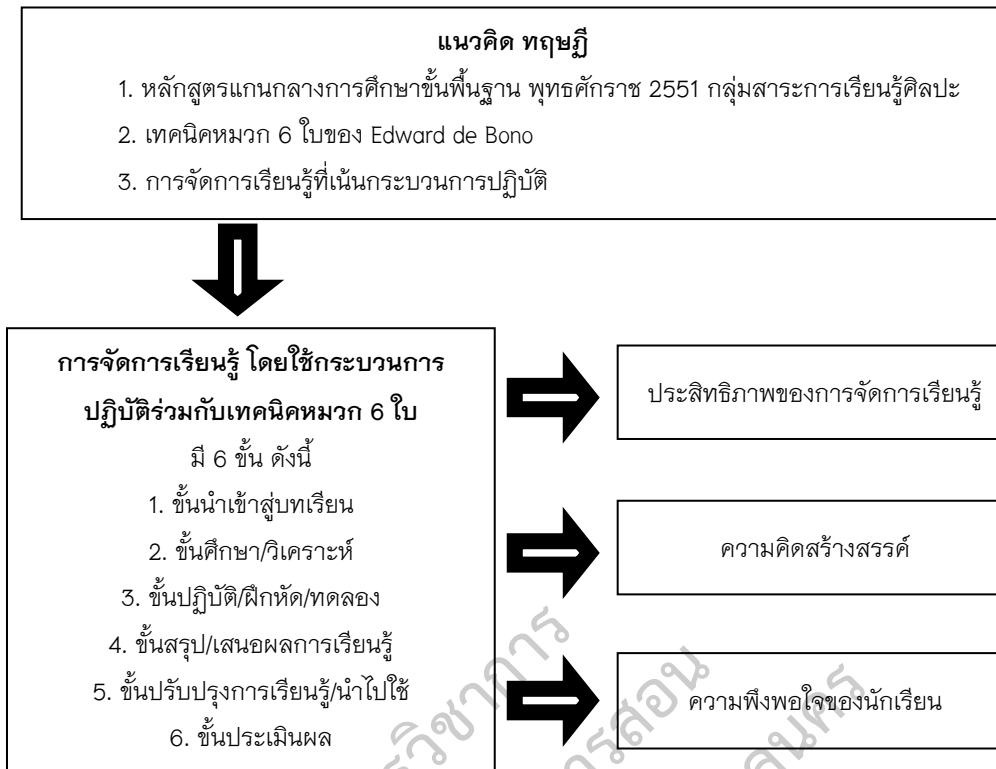 แนวคิด ทฤษฏี
1. หลักสูตรแกนกลางการศึกษาขั้นพื้นฐาน พุทธศักราช 2551 กลุ่มสาระการเรียนรู้ศิลปะ
2. เทคนิคหมวก 6 ใบของ Edward de Bono
3. การจัดการเรียนรู้ที่เน้นกระบวนการปฏิบัติ
การจัดการเรียนรู้ โดยใช้กระบวนการ
ปฏิบัติร่วมกับเทคนิคหมวก 6 ใบ
มี 6 ขั้น ดังนี้
1. ขั้นนำเข้าสู่บทเรียน
2. ขั้นศึกษา/วิเคราะห์
3. ขั้นปฏิบัติ/ฝึกหัด/ทดลอง
4. ขั้นสรุป/เสนอผลการเรียนรู้
5. ขั้นปรับปรุงการเรียนรู้/นำไปใช้
6. ขั้นประเมินผล
ประสิทธิภาพของการจัดการเรียนรู้
ความคิดสร้างสรรค์
ความพึงพอใจของนักเรียน